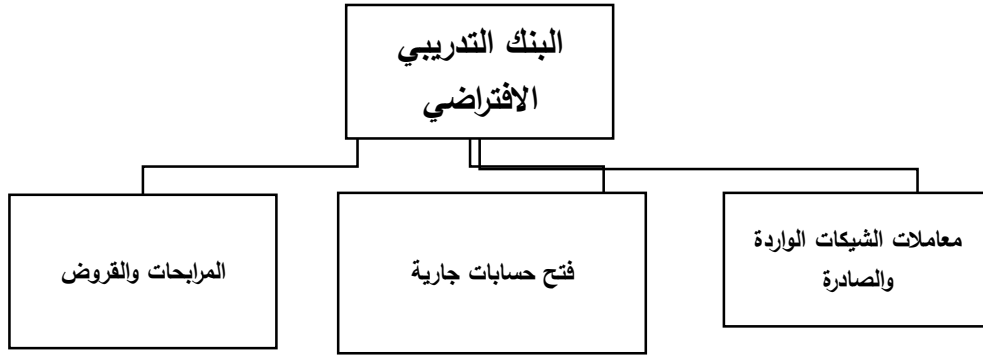 البنك التدريبي
الافتراضي
معاملات الشيكات الواردة
والصادرة
فتح حسابات جارية
المرابحات والقروض